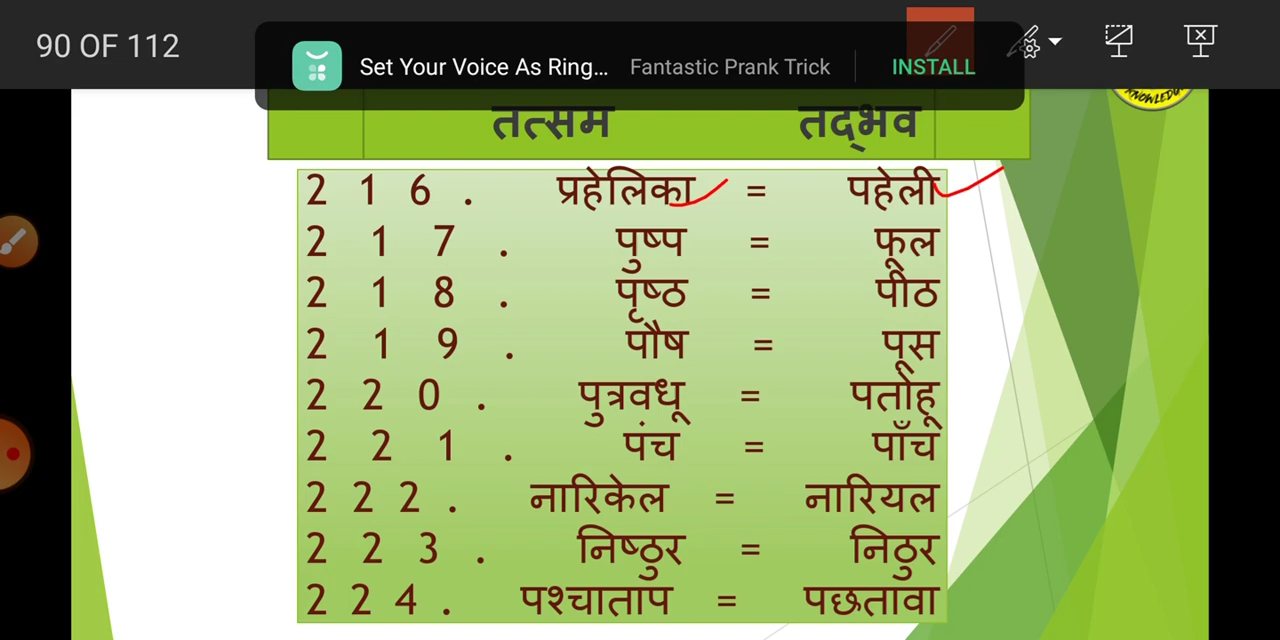 90 OF 112
Set Your Voice As Ring... Fantastic Prank Trick INSTALL
KNOWLEDGE
तत्सम तद्भव
216. प्रहेलिका = पहेली
217. पुष्प = फूल
218. पृष्ठ = पीठ
219. पौष = पूस
220. पुत्रवधू = पतोहू
221. पंच = पाँच
222. नारिकेल = नारियल
223. निष्ठुर = निठुर
224. पश्चाताप = पछतावा